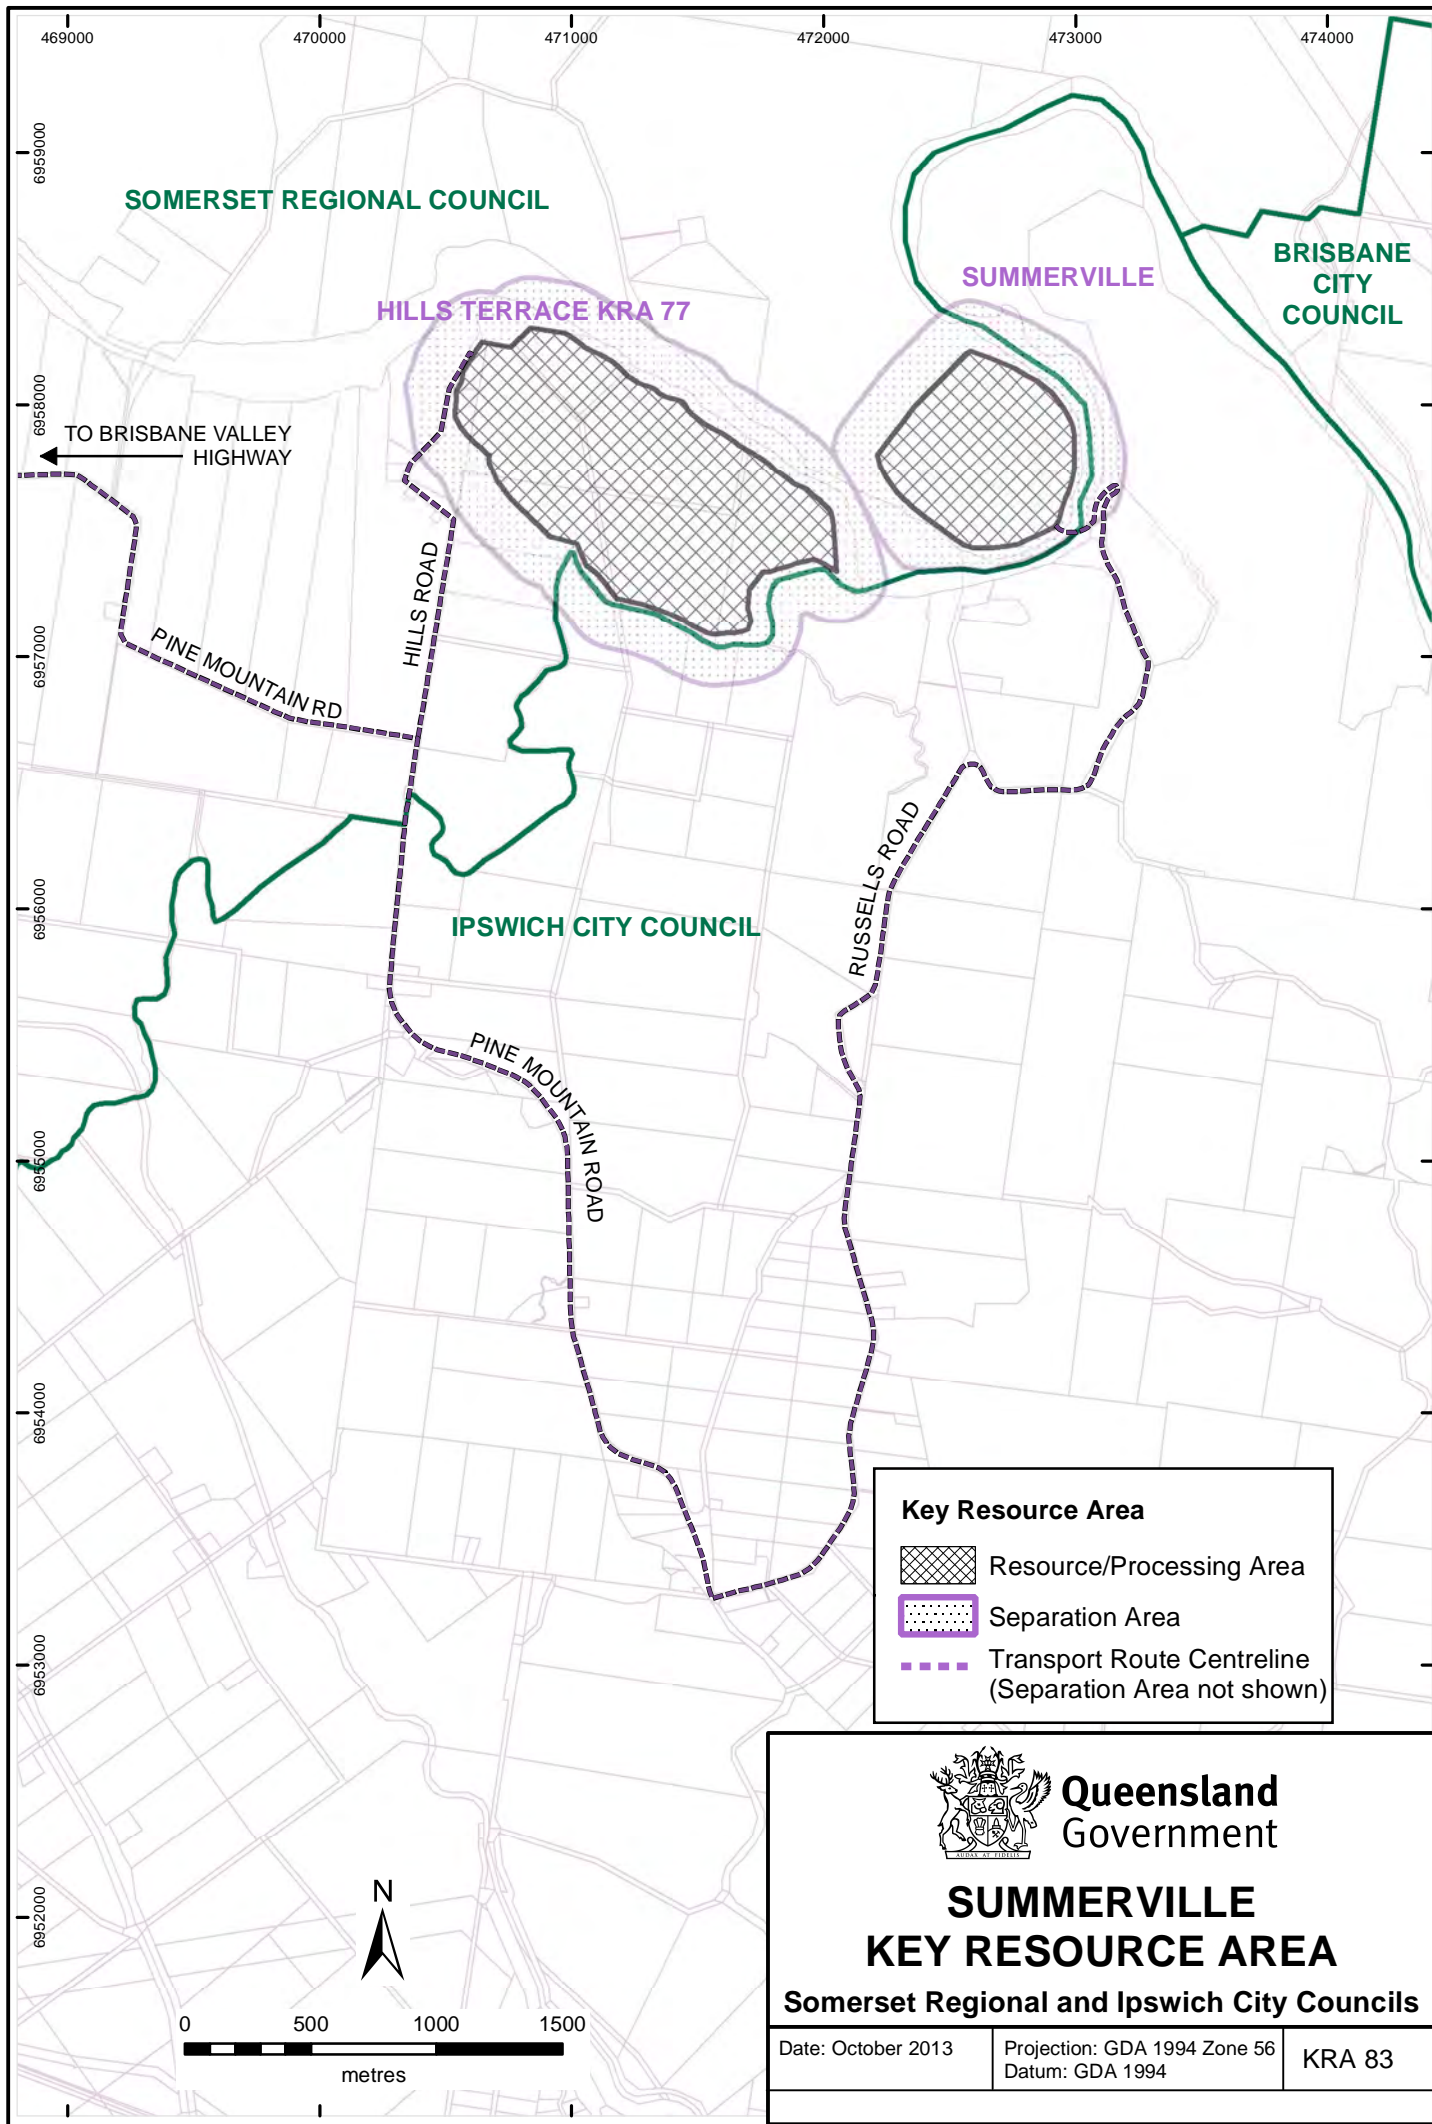 469000
470000
471000
472000
473000
474000
6959000
SOMERSET REGIONAL COUNCIL
BRISBANE
CITY
COUNCIL
SUMMERVILLE
HILLS TERRACE KRA 77
6958000
TO BRISBANE VALLEY
HIGHWAY
HILLS ROAD
6957000
PINE MOUNTAIN RD
RUSSELLS ROAD
6956000
IPSWICH CITY COUNCIL
PINE MOUNTAIN ROAD
6955000
6954000
Key Resource Area
Resource/Processing Area
Separation Area
Transport Route Centreline
(Separation Area not shown)
6953000
Queensland
Government
AUDAX AT FIDELIS
SUMMERVILLE
KEY RESOURCE AREA
Somerset Regional and Ipswich City Councils
6952000
N
0 500 1000 1500
metres
Date: October 2013
Projection: GDA 1994 Zone 56
Datum: GDA 1994
KRA 83